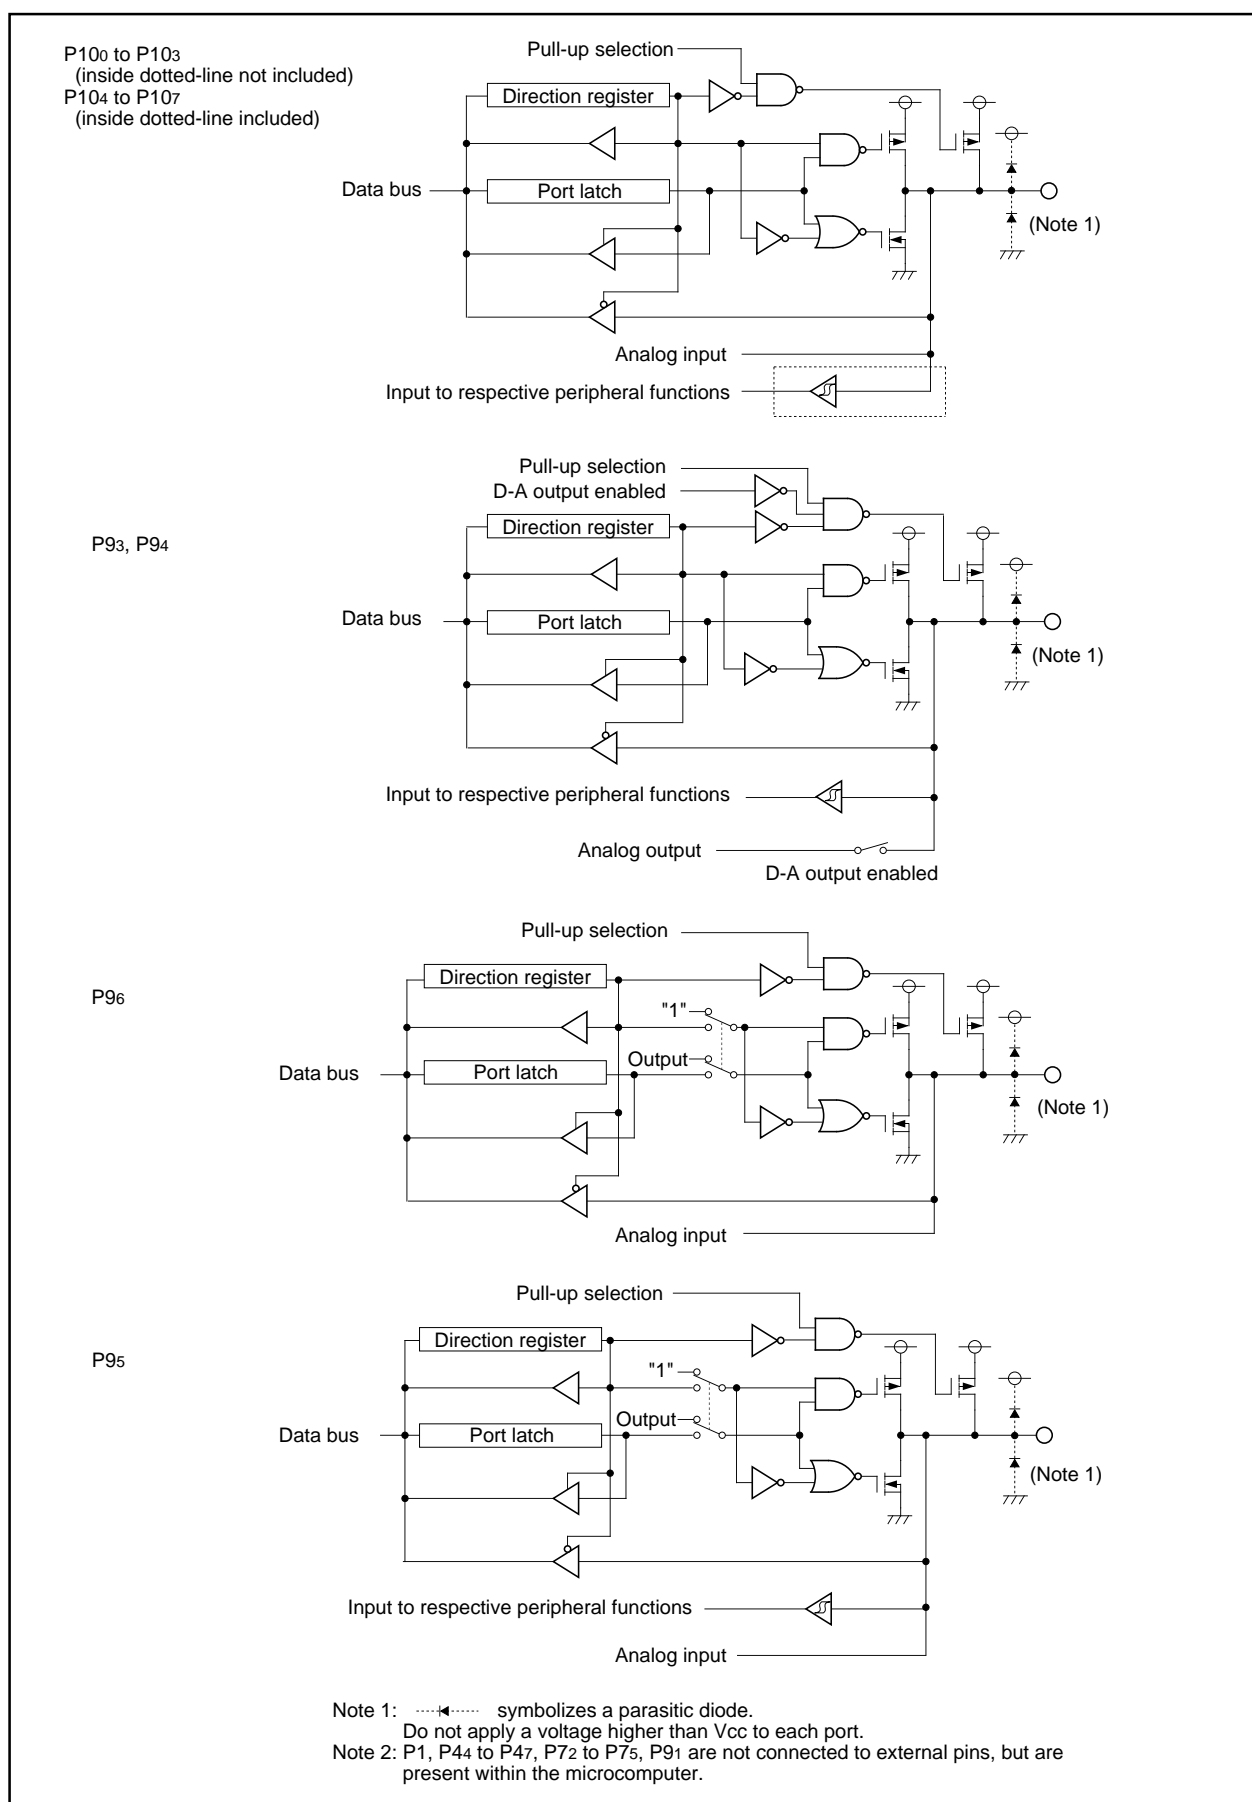 P100 to P103
(inside dotted-line not included)
P104 to P107
(inside dotted-line included)
Pull-up selection
Direction register
Data bus
Port latch
(Note 1)
Analog input
Input to respective peripheral functions
P93, P94
Pull-up selection
D-A output enabled
Direction register
Data bus
Port latch
(Note 1)
Input to respective peripheral functions
Analog output
D-A output enabled
P96
Pull-up selection
Direction register
"1"
Output
Data bus
Port latch
(Note 1)
Analog input
P95
Pull-up selection
Direction register
"1"
Output
Data bus
Port latch
(Note 1)
Input to respective peripheral functions
Analog input
Note 1: symbolizes a parasitic diode.
Do not apply a voltage higher than Vcc to each port.
Note 2: P1, P44 to P47, P72 to P75, P91 are not connected to external pins, but are
present within the microcomputer.